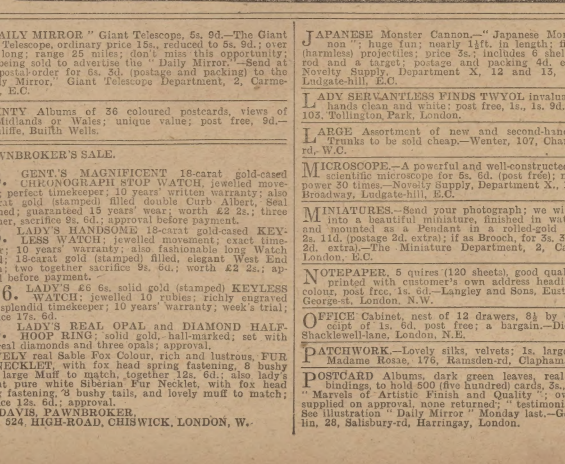 AILY MIRROR " Giant Telescope, 5s. 9d.—The Giant
Telescope, ordinary price 15s., reduced to 5s. 9d.; over
long; range 25 miles; don't miss this opportunity;
being sold to advertise the " Daily Mirror."—Send at
postal-order for 6s. 3d. (postage and packing) to the
ly Mirror," Giant Telescope Department, 2, Carme-
, E.C.
NTY Albums of 36 coloured postcards, views of
Midlands or Wales; unique value; post free, 9d.—
liffe, Builth Wells.
WNBROKER'S SALE.
GENT.'S MAGNIFICENT 18-carat gold-cased
CHRONOGRAPH STOP WATCH, jewelled move-
; perfect timekeeper; 10 years' written warranty; also
rat gold (stamped) filled double Curb Albert, Seal
hed; guaranteed 15 years' wear; worth £2 2s.; three
her, sacrifice 9s. 6d.; approval before payment.
LADY'S HANDSOME 18-carat gold-cased KEY-
LESS WATCH; jewelled movement; exact time-
; 10 years' warranty; also fashionable long Watch
d; 18-carat gold (stamped) filled, elegant West End
n; two together sacrifice 9s. 6d.; worth £2 2s.; ap-
before payment.
6. LADY'S £5 5s. solid gold (stamped) KEYLESS
WATCH; jewelled 10 rubies; richly engraved
splendid timekeeper; 10 years' warranty; week's trial;
ice 17s. 6d.
LADY'S REAL OPAL and DIAMOND HALF-
HOOP RING; solid gold, hall-marked; set with
real diamonds and three opals; approval.
VELY real Sable Fox Colour, rich and lustrous, FUR
NECKLET, with fox head spring fastening, 8 bushy
large Muff to match, together 12s. 6d.; also lady's
nt pure white Siberian Fur Necklet, with fox head
g fastening, 8 bushy tails, and lovely muff to match;
ce 12s. 6d.; approval.
DAVIS, PAWNBROKER,
524, HIGH-ROAD, CHISWICK, LONDON, W.
JAPANESE Monster Cannon.—" Japanese Mon
non "; huge fun; nearly 1½ft. in length; fi
(harmless) projectiles; price 3s.; includes 6 shel
rod and a target; postage and packing 4d. e
Novelty Supply, Department X, 12 and 13,
Ludgate-hill, E.C.
LADY SERVANTLESS FINDS TWYOL invalua
hands clean and white; post free, 1s., 1s. 9d.
103, Tollington Park, London.
LARGE Assortment of new and second-hand
Trunks to be sold cheap.—Wenter, 107, Char
rd., W.C.
MICROSCOPE.—A powerful and well-constructe
scientific microscope for 5s. 6d. (post free); m
power 30 times.—Novelty Supply, Department X.,
Broadway, Ludgate-hill, E.C.
MINIATURES.—Send your photograph; we wi
into a beautiful miniature, finished in wate
and mounted as a Pendant in a rolled-gold
2s. 11d. (postage 2d. extra); if as Brooch, for 3s. 3
2d. extra).—The Miniature Department, 2, Ca
London, E.C.
NOTEPAPER, 5 quires (120 sheets), good quali
printed with customer's own address headi
colour, post free, 1s. 6d.—Langley and Sons, Eust
George-st, London, N.W.
OFFICE Cabinet, nest of 12 drawers, 8½ by
ceipt of 1s. 6d. post free; a bargain.—Di
Shacklewell-lane, London, N.E.
PATCHWORK.—Lovely silks, velvets; 1s. large
Madame Rosie, 176, Ramsden-rd, Clapham
POSTCARD Albums, dark green leaves, real
bindings, to hold 500 (five hundred) cards, 3s.,
" Marvels of Artistic Finish and Quality "; ov
supplied on approval, none returned; " testimoni
See illustration " Daily Mirror " Monday last.—G
lin, 28, Salisbury-rd, Harringay, London.